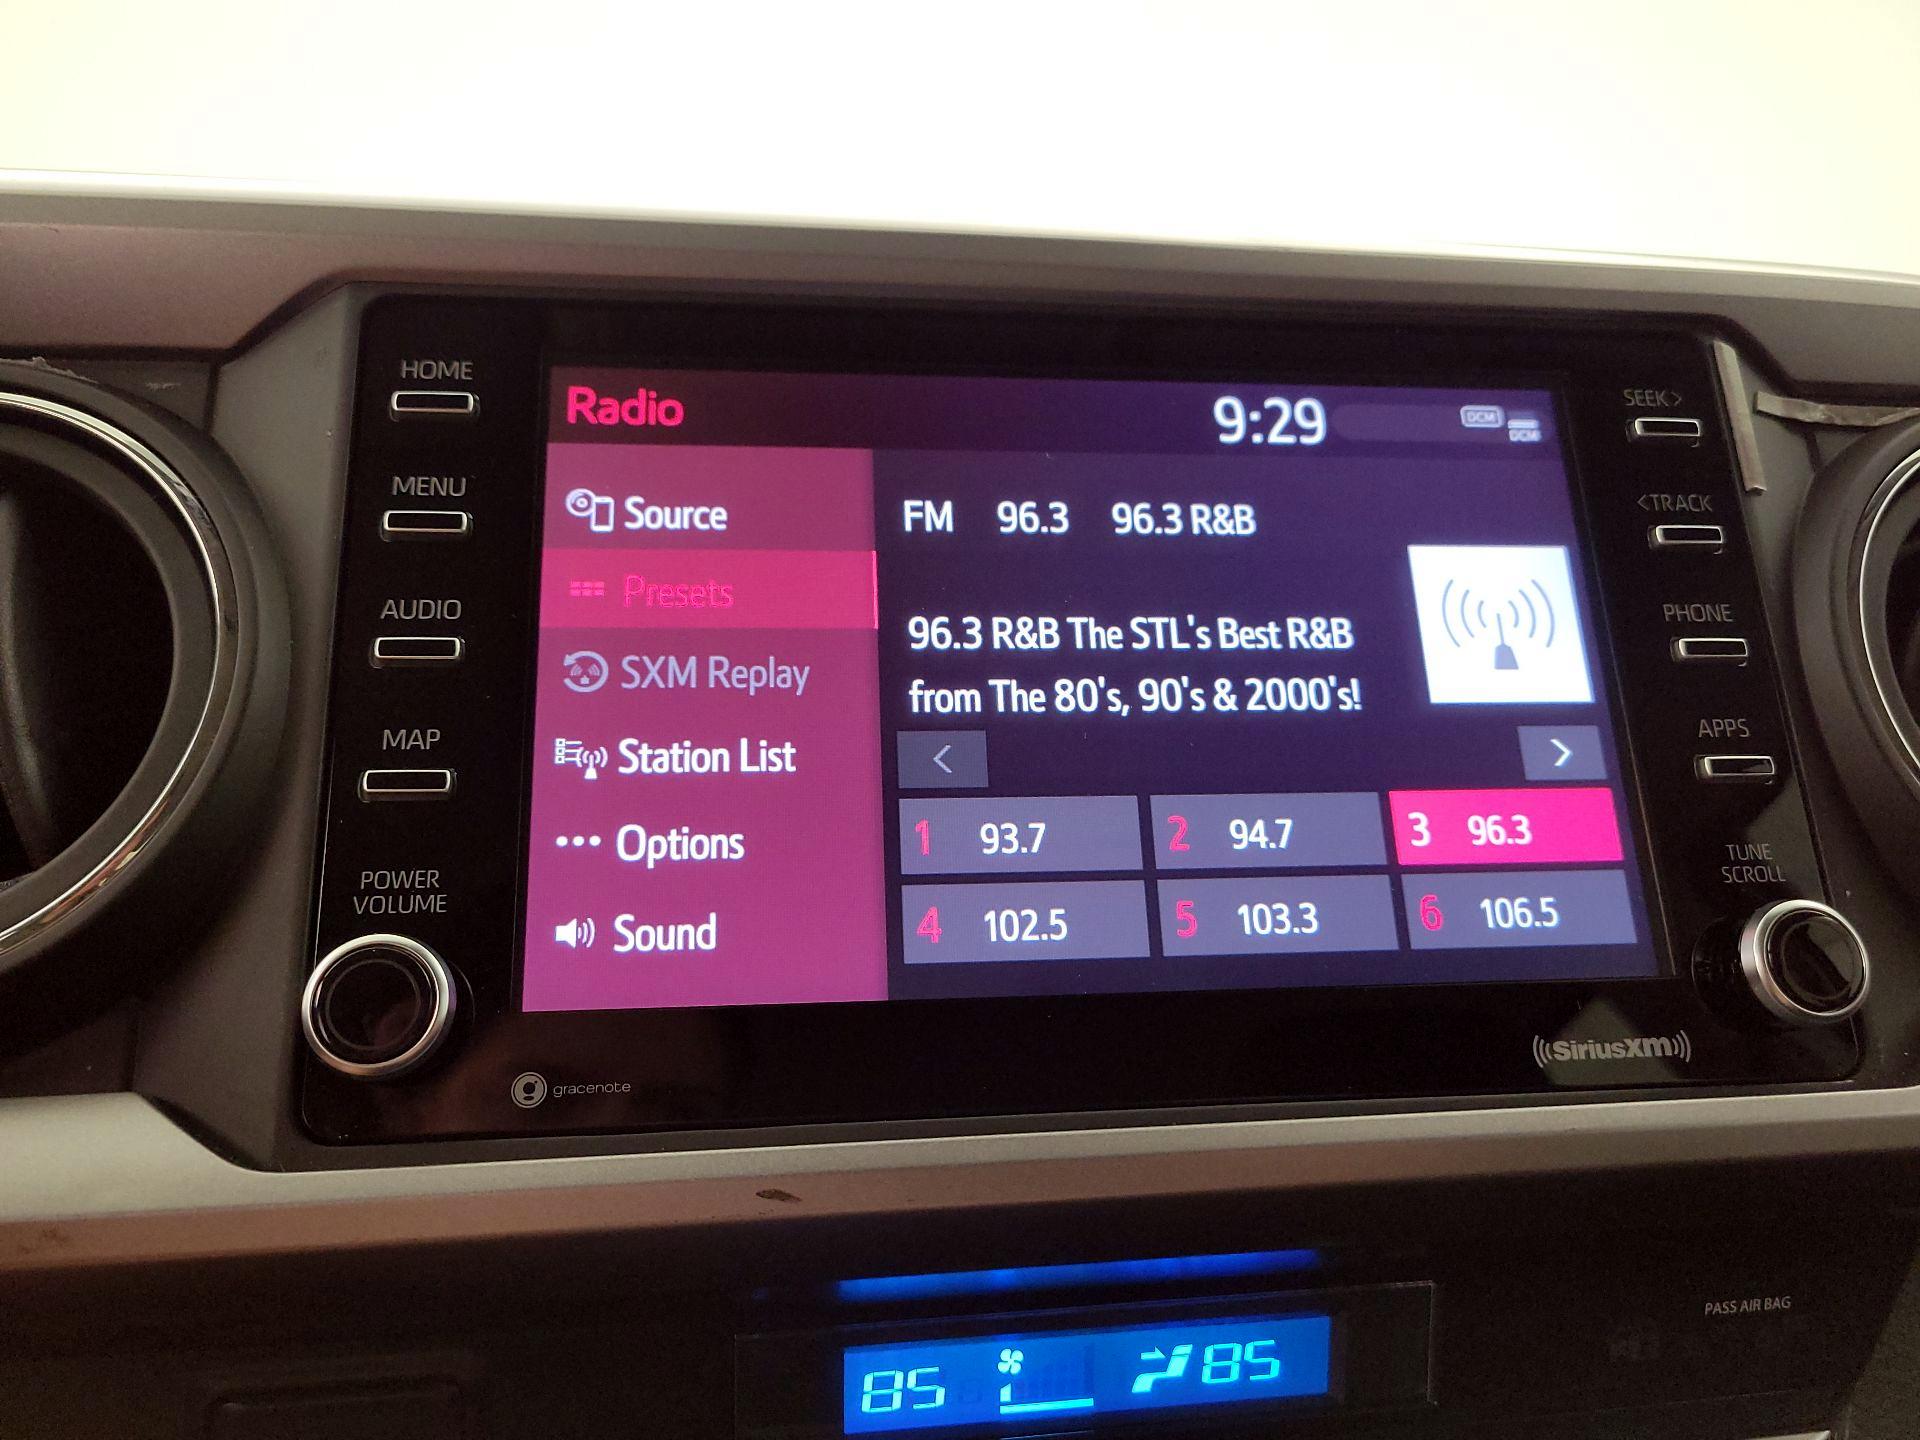 HOME
MENU
AUDIO
MAP
POWER
VOLUME
Radio
9:29
DCM
DCM
Source
Presets
SXM Replay
Station List
Options
Sound
FM 96.3 96.3 R&B
96.3 R&B The STL's Best R&B
from The 80's, 90's & 2000's!
<
>
1 93.7
2 94.7
3 96.3
4 102.5
5 103.3
6 106.5
SEEK>
<TRACK
PHONE
APPS
TUNE
SCROLL
g gracenote
(((SiriusXM)))
PASS AIR BAG
85
85